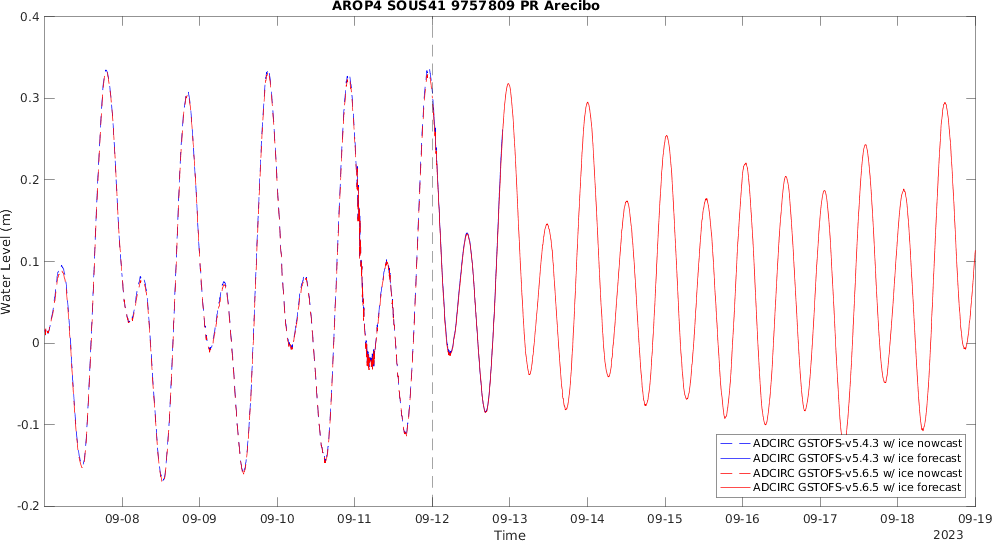 AROP4 SOUS41 9757809 PR Arecibo
0.4
0.3
0.2
0.1
0
-0.1
-0.2
Water Level (m)
09-08 09-09 09-10 09-11 09-12 09-13 09-14 09-15 09-16 09-17 09-18 09-19
Time
2023
ADCIRC GSTOFS-v5.4.3 w/ ice nowcast
ADCIRC GSTOFS-v5.4.3 w/ ice forecast
ADCIRC GSTOFS-v5.6.5 w/ ice nowcast
ADCIRC GSTOFS-v5.6.5 w/ ice forecast